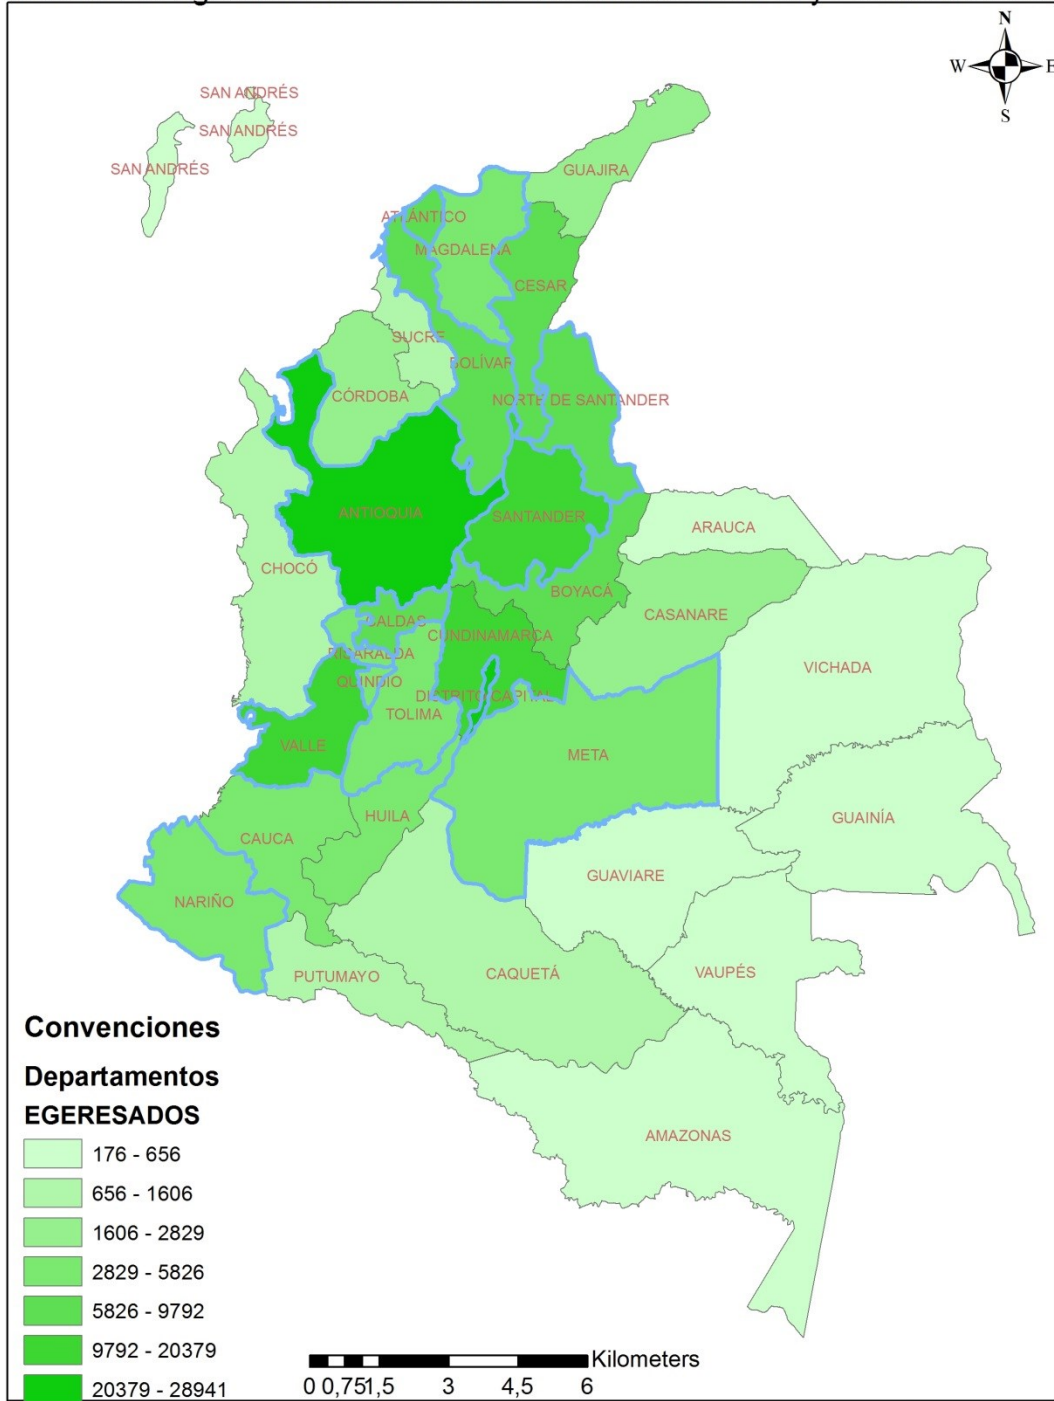 N
W E
S
SAN ANDRÉS
SAN ANDRÉS
SAN ANDRÉS
GUAJIRA
ATLÁNTICO
MAGDALENA
CESAR
SUCRE
BOLÍVAR
CÓRDOBA
NORTE DE SANTANDER
ANTIOQUIA
SANTANDER
ARAUCA
CHOCÓ
BOYACÁ
CASANARE
CALDAS
CUNDINAMARCA
RISARALDA
VICHADA
QUINDIO
DISTRITO CAPITAL
TOLIMA
VALLE
META
HUILA
GUAINÍA
CAUCA
GUAVIARE
NARIÑO
PUTUMAYO
CAQUETÁ
VAUPÉS
AMAZONAS
Convenciones
Departamentos
EGERESADOS
176 - 656
656 - 1606
1606 - 2829
2829 - 5826
5826 - 9792
9792 - 20379
20379 - 28941
Kilometers
0 0,75 1,5 3 4,5 6